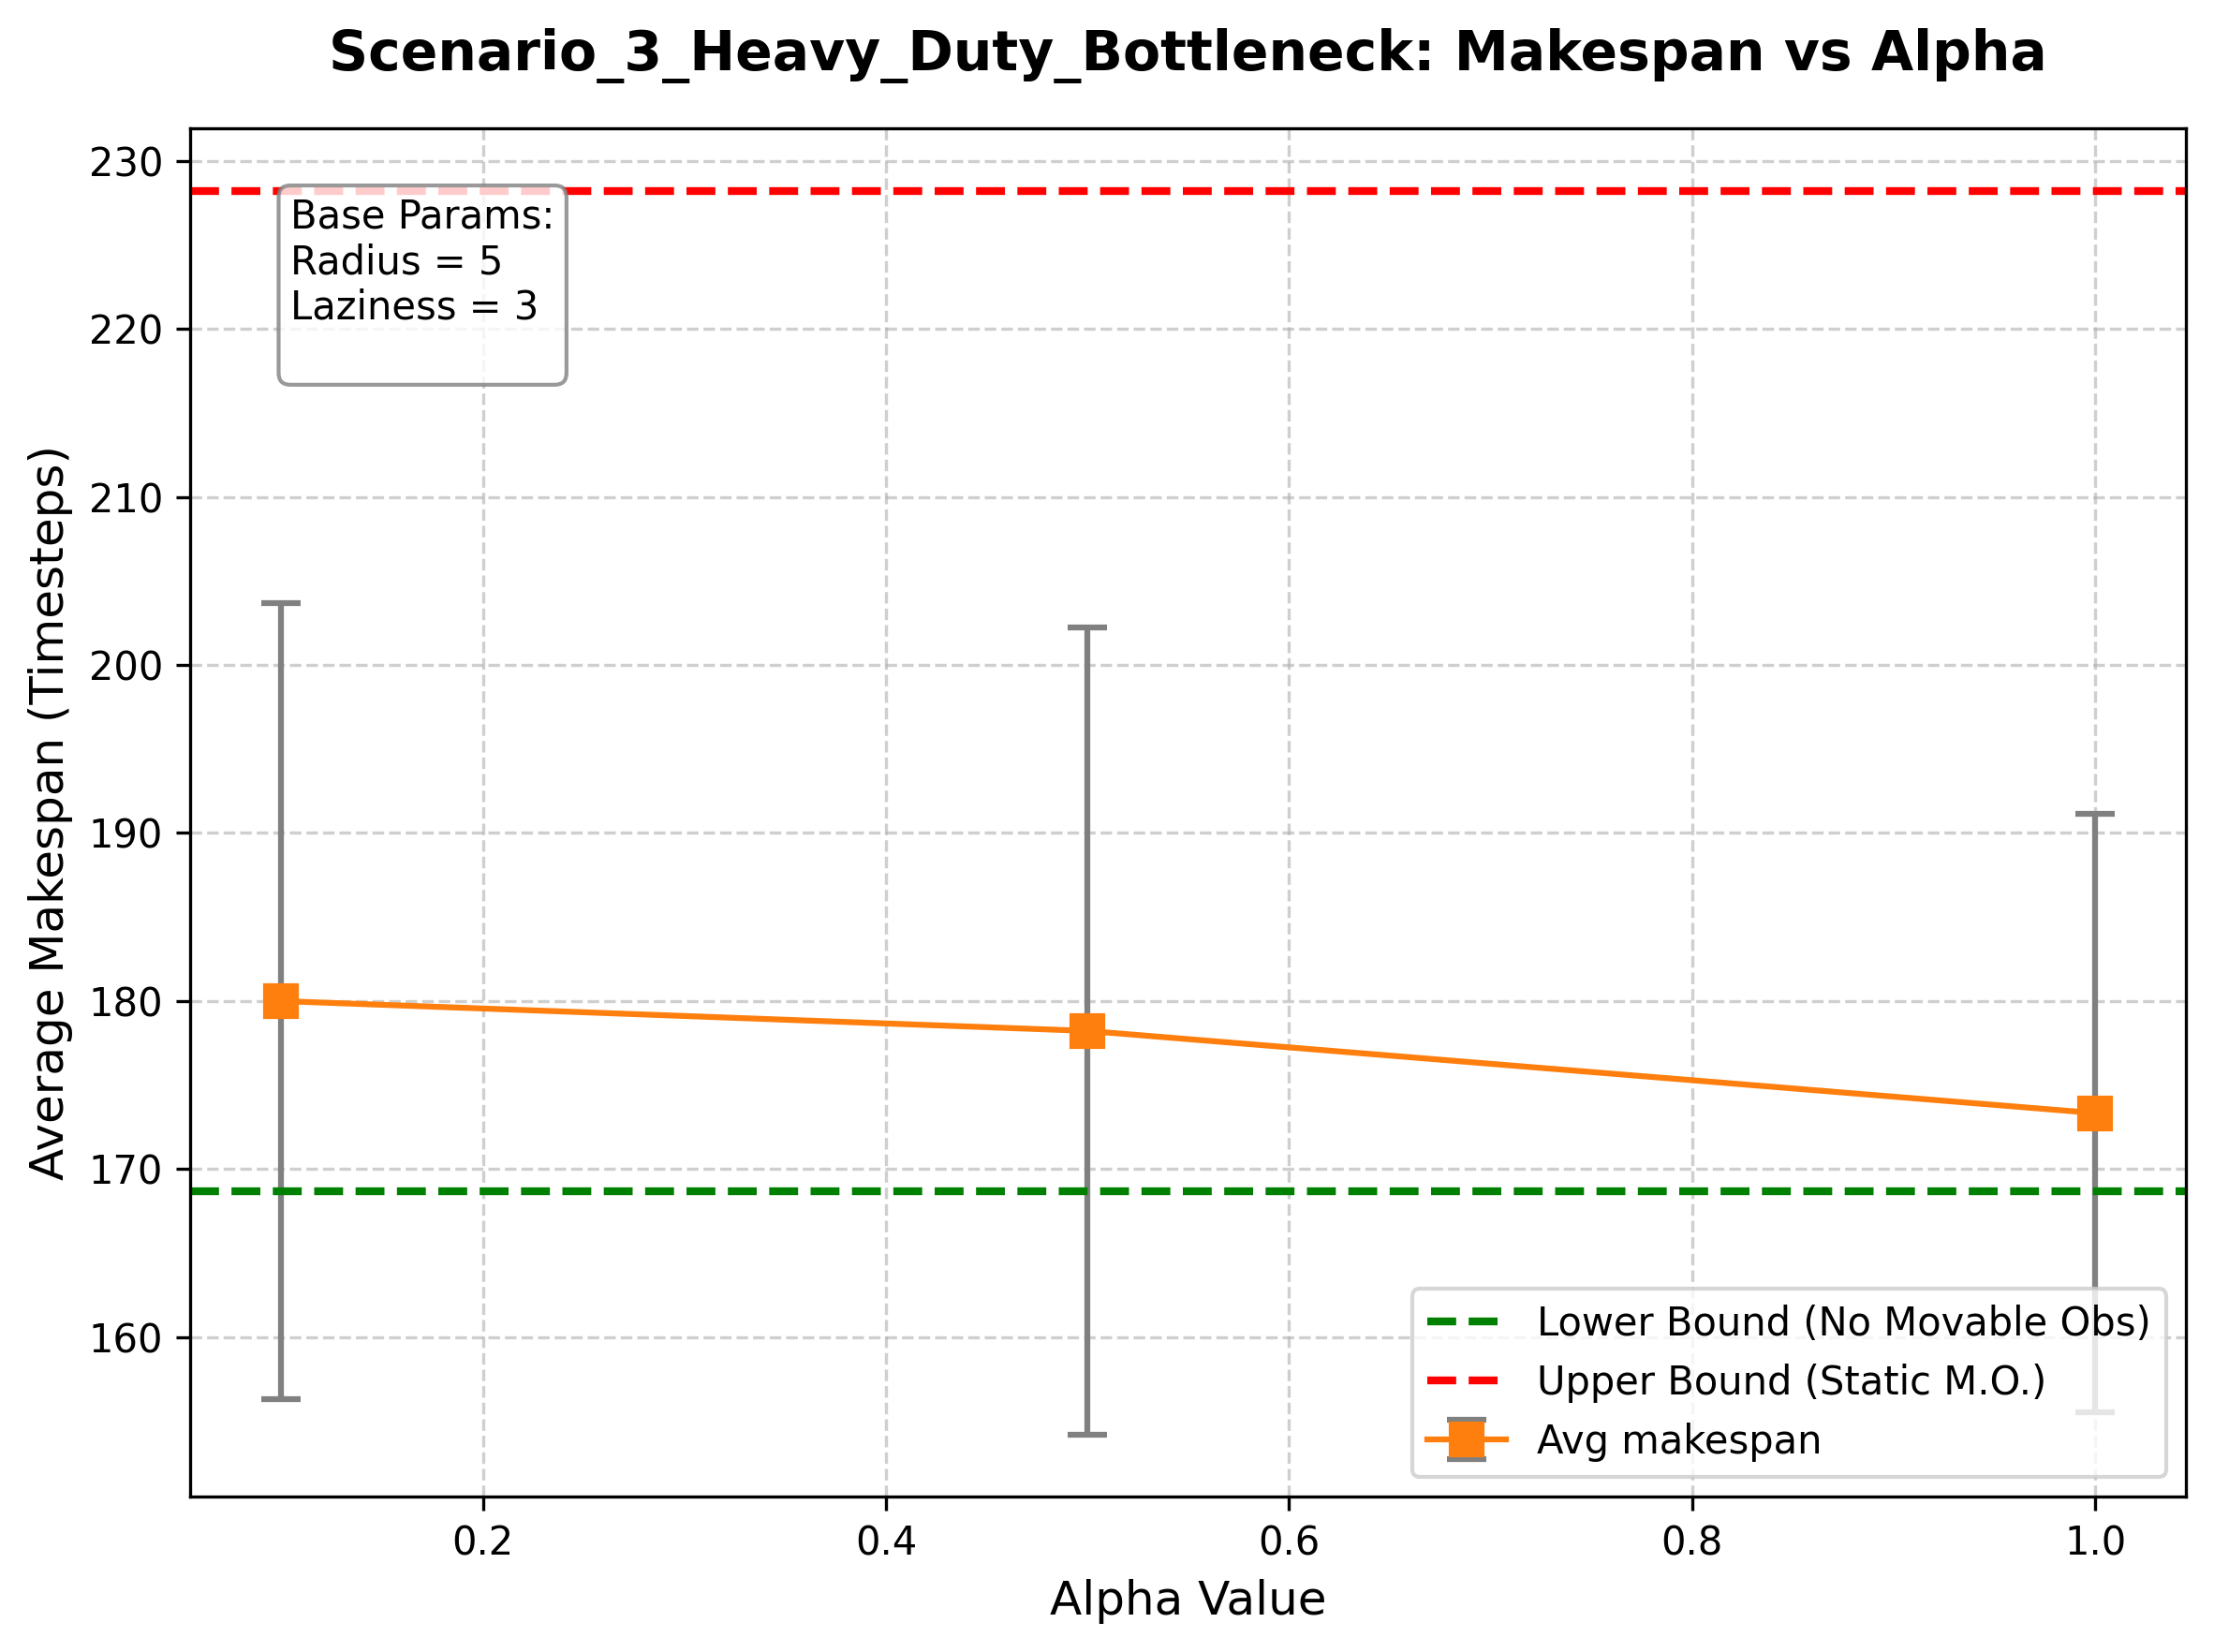 Scenario_3_Heavy_Duty_Bottleneck: Makespan vs Alpha
Average Makespan (Timesteps)
230
220
210
200
190
180
170
160
Base Params:
Radius = 5
Laziness = 3
Lower Bound (No Movable Obs)
Upper Bound (Static M.O.)
Avg makespan
0.2
0.4
0.6
0.8
1.0
Alpha Value